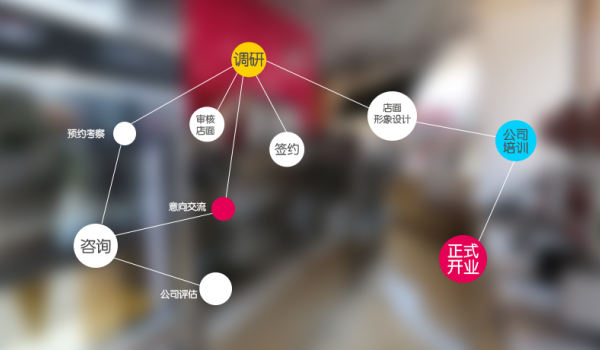 调研
店面
形象设计
审核
店面
预约考察
签约
公司
培训
意向交流
咨询
正式
开业
公司评估